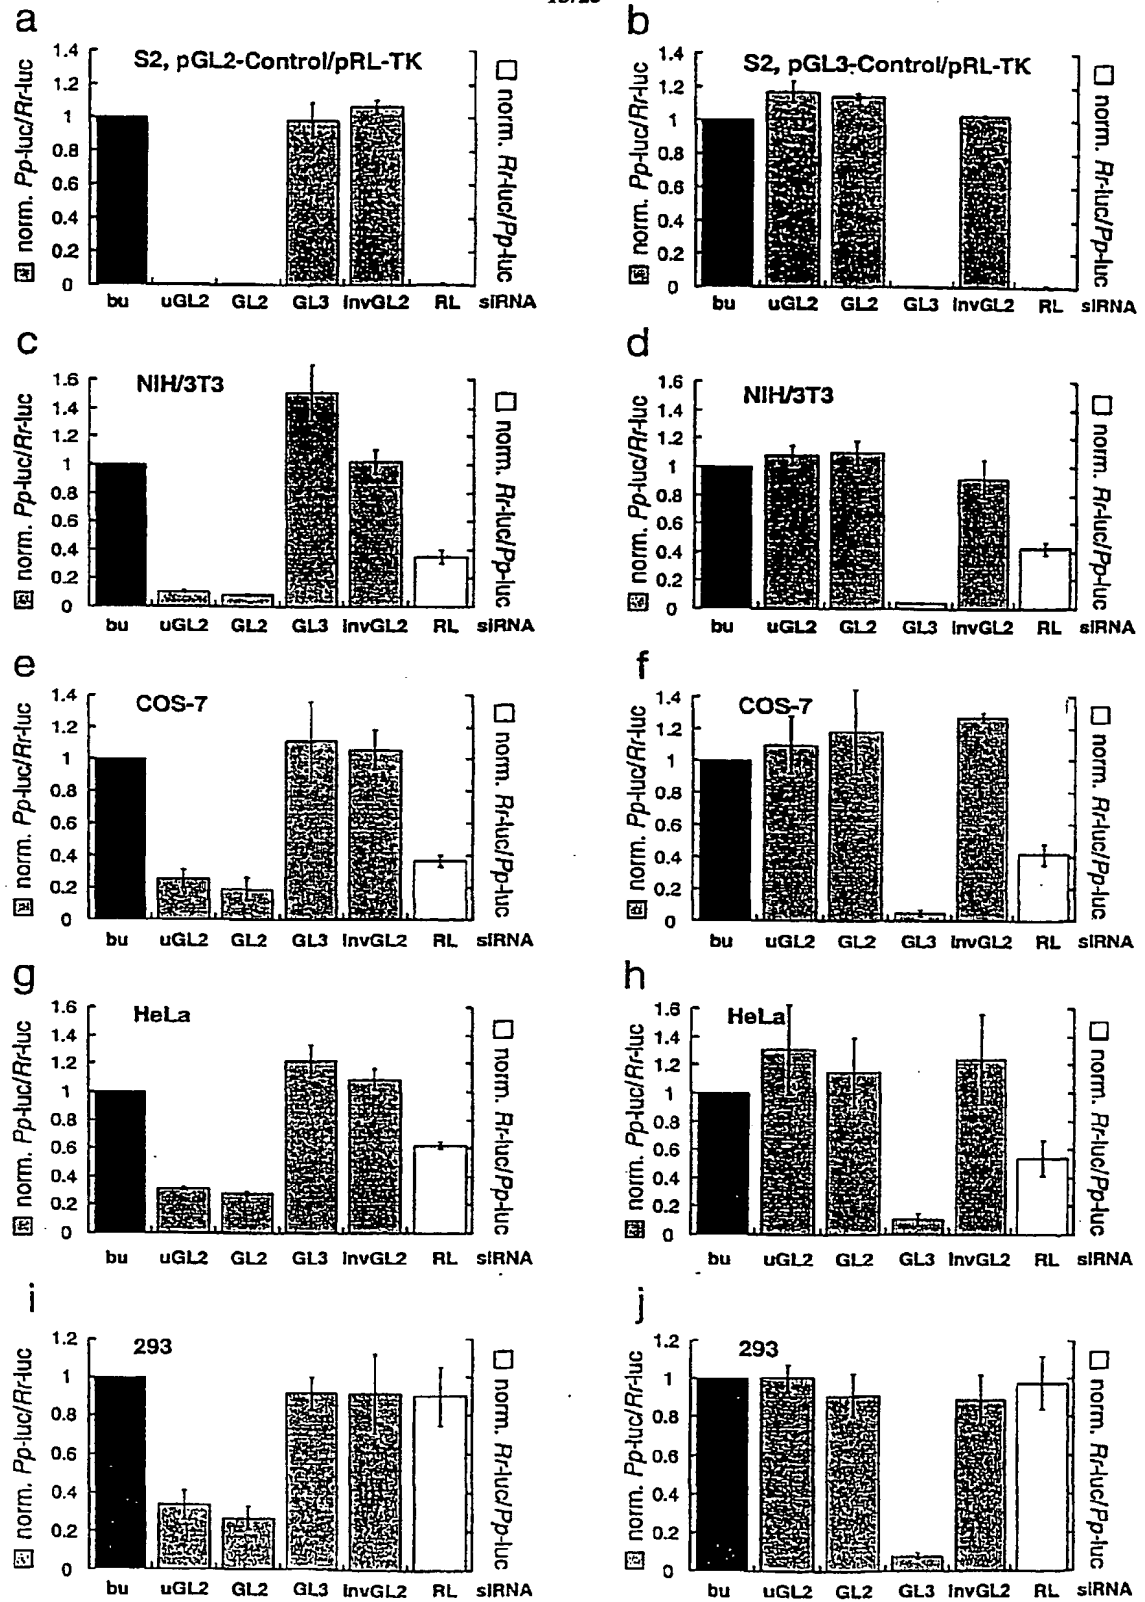 a
S2, pGL2-Control/pRL-TK
norm. Pp-luc/Rr-luc
1.4
1.2
1
0.8
0.6
0.4
0.2
0
bu uGL2 GL2 GL3 invGL2 RL siRNA
norm. Rr-luc/Pp-luc
b
S2, pGL3-Control/pRL-TK
norm. Pp-luc/Rr-luc
1.4
1.2
1
0.8
0.6
0.4
0.2
0
bu uGL2 GL2 GL3 invGL2 RL siRNA
norm. Rr-luc/Pp-luc
c
NIH/3T3
norm. Pp-luc/Rr-luc
1.6
1.4
1.2
1
0.8
0.6
0.4
0.2
0
bu uGL2 GL2 GL3 invGL2 RL siRNA
norm. Rr-luc/Pp-luc
d
NIH/3T3
norm. Pp-luc/Rr-luc
1.6
1.4
1.2
1
0.8
0.6
0.4
0.2
0
bu uGL2 GL2 GL3 invGL2 RL siRNA
norm. Rr-luc/Pp-luc
e
COS-7
norm. Pp-luc/Rr-luc
1.4
1.2
1
0.8
0.6
0.4
0.2
0
bu uGL2 GL2 GL3 invGL2 RL siRNA
norm. Rr-luc/Pp-luc
f
COS-7
norm. Pp-luc/Rr-luc
1.4
1.2
1
0.8
0.6
0.4
0.2
0
bu uGL2 GL2 GL3 invGL2 RL siRNA
norm. Rr-luc/Pp-luc
g
HeLa
norm. Pp-luc/Rr-luc
1.6
1.4
1.2
1
0.8
0.6
0.4
0.2
0
bu uGL2 GL2 GL3 invGL2 RL siRNA
norm. Rr-luc/Pp-luc
h
HeLa
norm. Pp-luc/Rr-luc
1.6
1.4
1.2
1
0.8
0.6
0.4
0.2
0
bu uGL2 GL2 GL3 invGL2 RL siRNA
norm. Rr-luc/Pp-luc
i
293
norm. Pp-luc/Rr-luc
1.2
1
0.8
0.6
0.4
0.2
0
bu uGL2 GL2 GL3 invGL2 RL siRNA
norm. Rr-luc/Pp-luc
j
293
norm. Pp-luc/Rr-luc
1.2
1
0.8
0.6
0.4
0.2
0
bu uGL2 GL2 GL3 invGL2 RL siRNA
norm. Rr-luc/Pp-luc